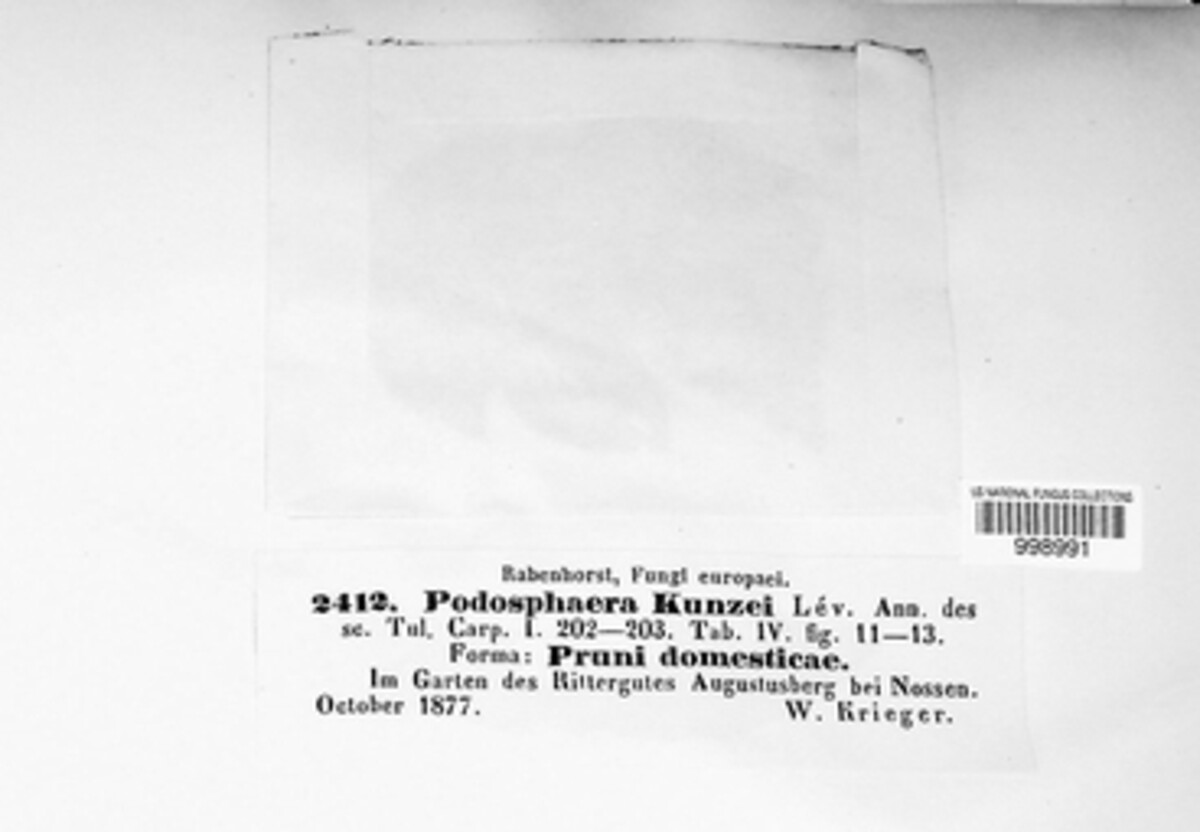 US NATIONAL FUNGUS COLLECTIONS
998991
Rabenhorst, Fungi europaei.
2412. Podosphaera Kunzei Lév. Ann. des
sc. Tul. Carp. I. 202—203. Tab. IV. fig. 11—13.
Forma: Pruni domesticae.
Im Garten des Rittergutes Augustusberg bei Nossen.
October 1877. W. Krieger.